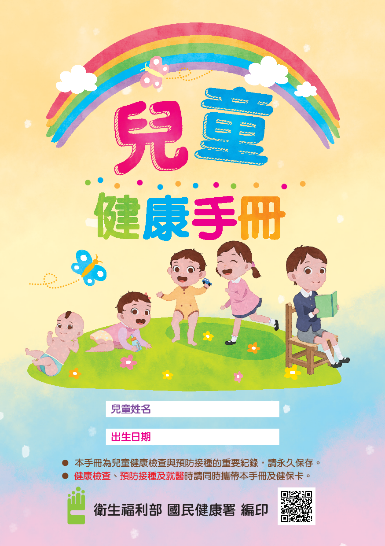 兒童
健康手冊
兒童姓名
出生日期
● 本手冊為兒童健康檢查與預防接種的重要紀錄，請永久保存。
● 健康檢查、預防接種及就醫時請同時攜帶本手冊及健保卡。
衛生福利部 國民健康署 編印